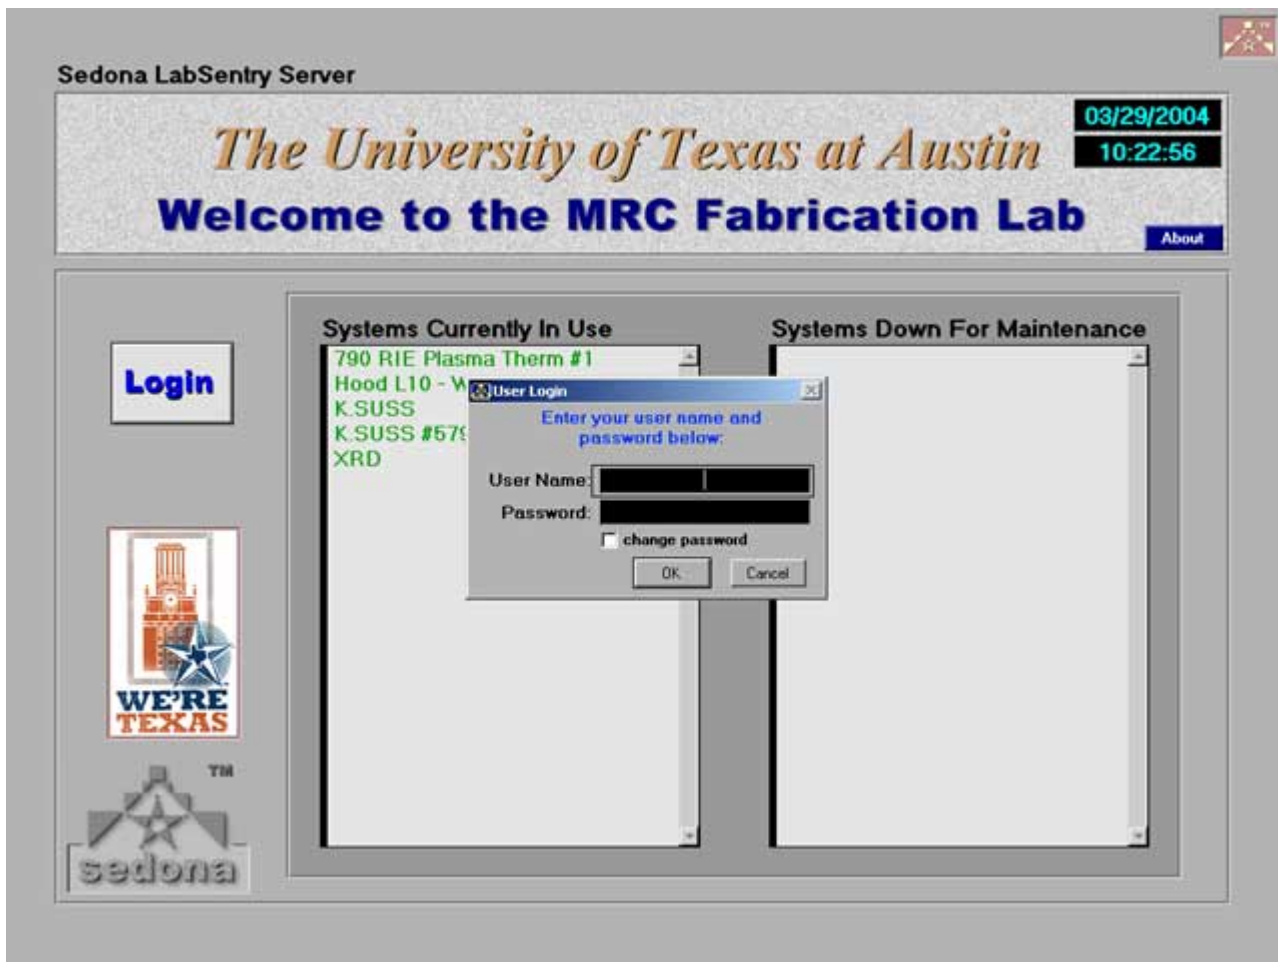 Sedona LabSentry Server
The University of Texas at Austin
03/29/2004
10:22:56
Welcome to the MRC Fabrication Lab
About
Login
Systems Currently In Use
790 RIE Plasma Therm #1
Hood L10 -
K.SUSS
K.SUSS #579
XRD
Systems Down For Maintenance
User Login
Enter your user name and
password below:
User Name:
Password:
change password
OK
Cancel
WE'RE
TEXAS
TM
sedona